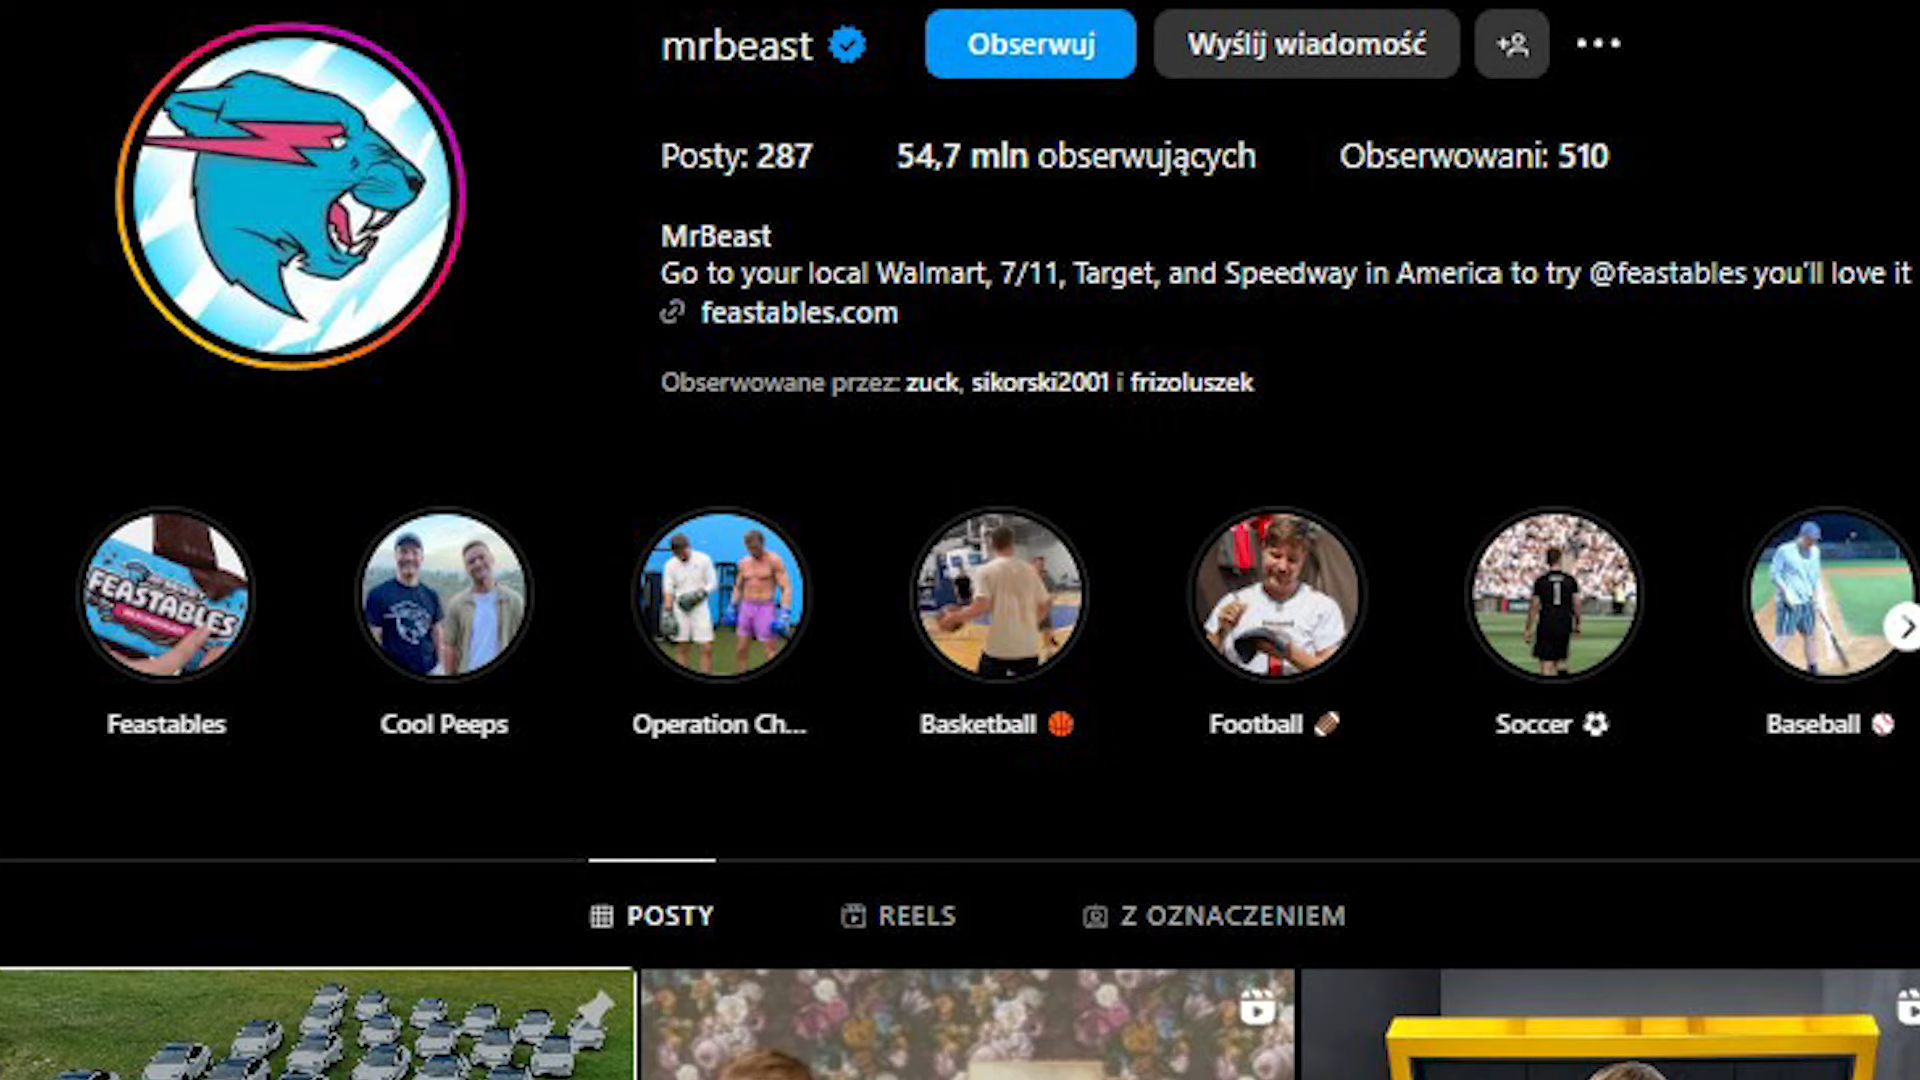 mrbeast Obserwuj Wyślij wiadomość
Posty: 287 54,7 mln obserwujących Obserwowani: 510
MrBeast
Go to your local Walmart, 7/11, Target, and Speedway in America to try @feastables you’ll love it
feastables.com
Obserwowane przez: zuck, sikorski2001 i frizoluszek
FEASTABLES
Feastables Cool Peeps Operation Ch... Basketball 🏀 Football 🏈 Soccer ⚽ Baseball ⚾
POSTY REELS Z OZNACZENIEM